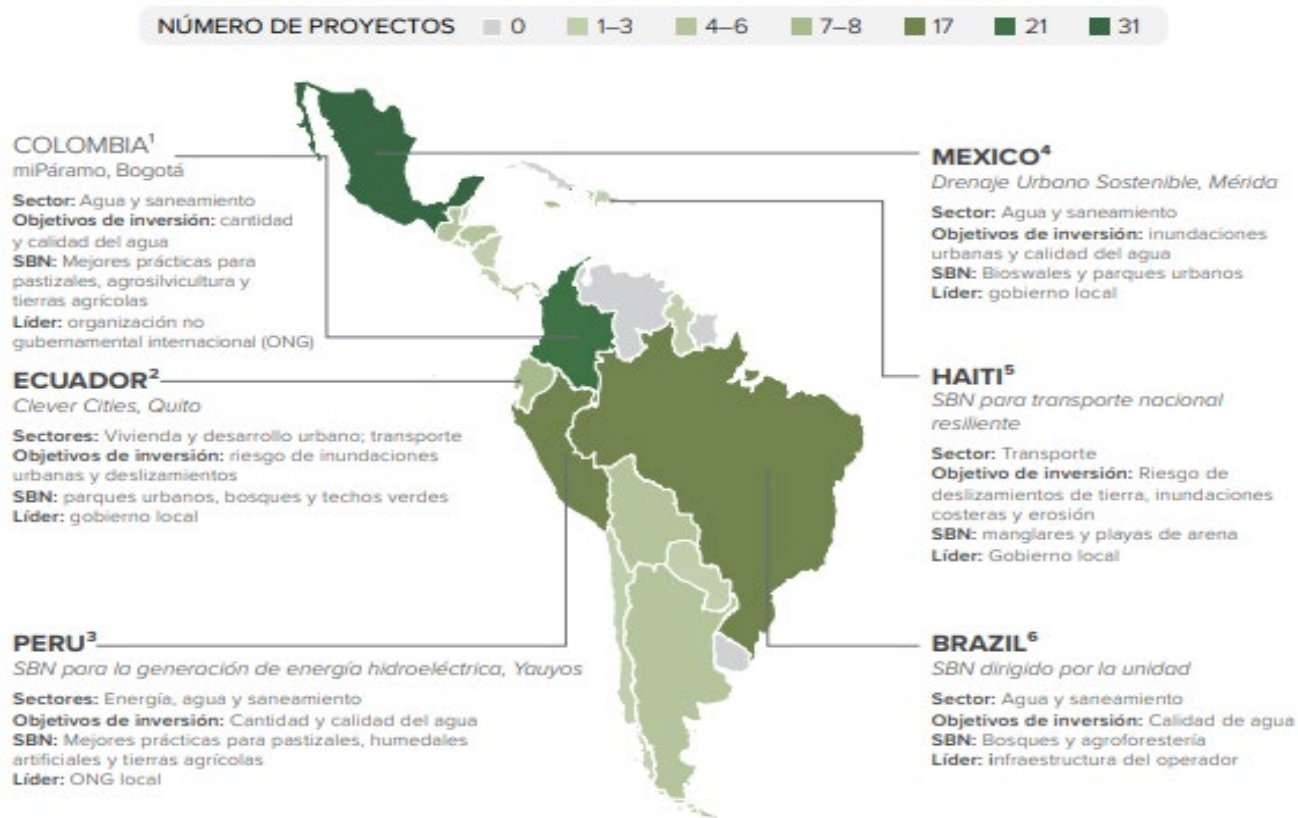 NÚMERO DE PROYECTOS 0 1–3 4–6 7–8 17 21 31
COLOMBIA¹
miPáramo, Bogotá
Sector: Agua y saneamiento
Objetivos de inversión: cantidad
y calidad del agua
SBN: Mejores prácticas para
pastizales, agrosilvicultura y
tierras agrícolas
Líder: organización no
gubernamental internacional (ONG)
ECUADOR²
Clever Cities, Quito
Sectores: Vivienda y desarrollo urbano; transporte
Objetivos de inversión: riesgo de inundaciones
urbanas y deslizamientos
SBN: parques urbanos, bosques y techos verdes
Líder: gobierno local
PERU³
SBN para la generación de energía hidroeléctrica, Yauyos
Sectores: Energía, agua y saneamiento
Objetivos de inversión: Cantidad y calidad del agua
SBN: Mejores prácticas para pastizales, humedales
artificiales y tierras agrícolas
Líder: ONG local
MEXICO⁴
Drenaje Urbano Sostenible, Mérida
Sector: Agua y saneamiento
Objetivos de inversión: inundaciones
urbanas y calidad del agua
SBN: Bioswales y parques urbanos
Líder: gobierno local
HAITI⁵
SBN para transporte nacional
resiliente
Sector: Transporte
Objetivo de inversión: Riesgo de
deslizamientos de tierra, inundaciones
costeras y erosión
SBN: manglares y playas de arena
Líder: Gobierno local
BRAZIL⁶
SBN dirigido por la unidad
Sector: Agua y saneamiento
Objetivos de inversión: Calidad de agua
SBN: Bosques y agroforestería
Líder: infraestructura del operador